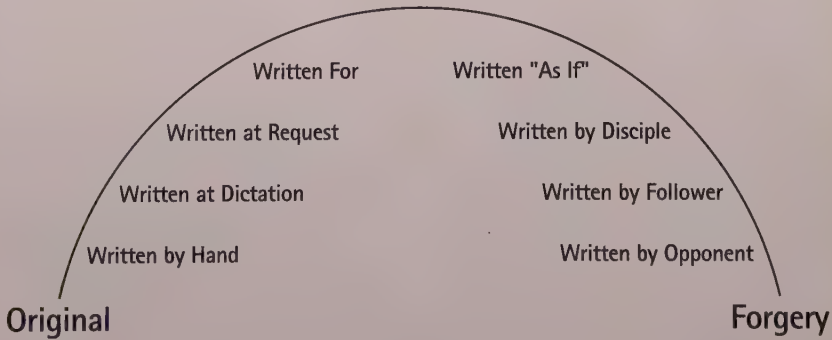 Written For Written "As If"
Written at Request Written by Disciple
Written at Dictation Written by Follower
Written by Hand Written by Opponent
Original Forgery